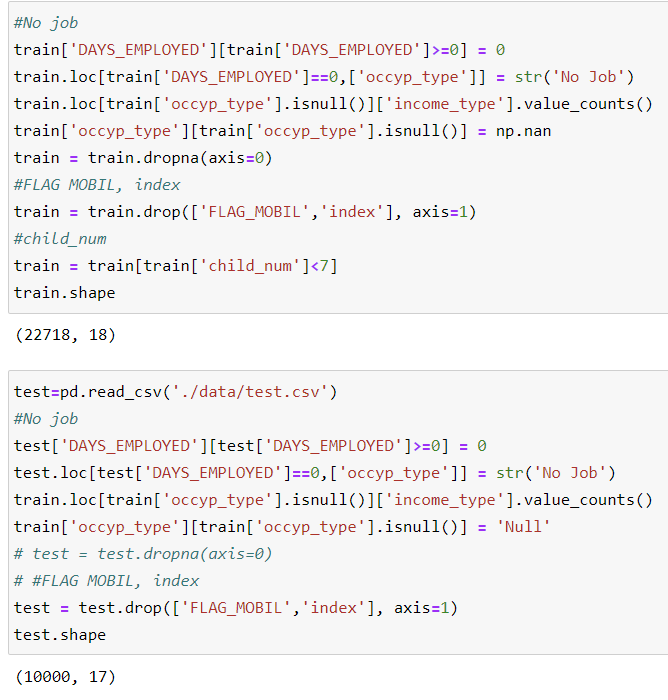 #No job
train['DAYS_EMPLOYED'][train['DAYS_EMPLOYED']>=0] = 0
train.loc[train['DAYS_EMPLOYED']==0,['occyp_type']] = str('No Job')
train.loc[train['occyp_type'].isnull()]['income_type'].value_counts()
train['occyp_type'][train['occyp_type'].isnull()] = np.nan
train = train.dropna(axis=0)
#FLAG MOBIL, index
train = train.drop(['FLAG_MOBIL','index'], axis=1)
#child_num
train = train[train['child_num']<7]
train.shape
(22718, 18)
test=pd.read_csv('./data/test.csv')
#No job
test['DAYS_EMPLOYED'][test['DAYS_EMPLOYED']>=0] = 0
test.loc[test['DAYS_EMPLOYED']==0,['occyp_type']] = str('No Job')
train.loc[train['occyp_type'].isnull()]['income_type'].value_counts()
train['occyp_type'][train['occyp_type'].isnull()] = 'Null'
# test = test.dropna(axis=0)
# #FLAG MOBIL, index
test = test.drop(['FLAG_MOBIL','index'], axis=1)
test.shape
(10000, 17)